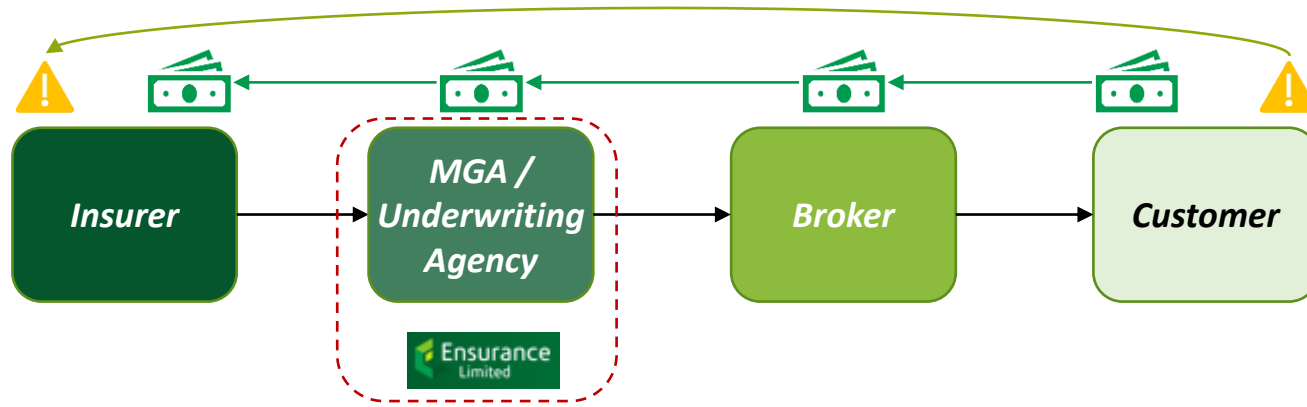 Insurer
MGA /
Underwriting
Agency
Broker
Customer
Ensurance
Limited